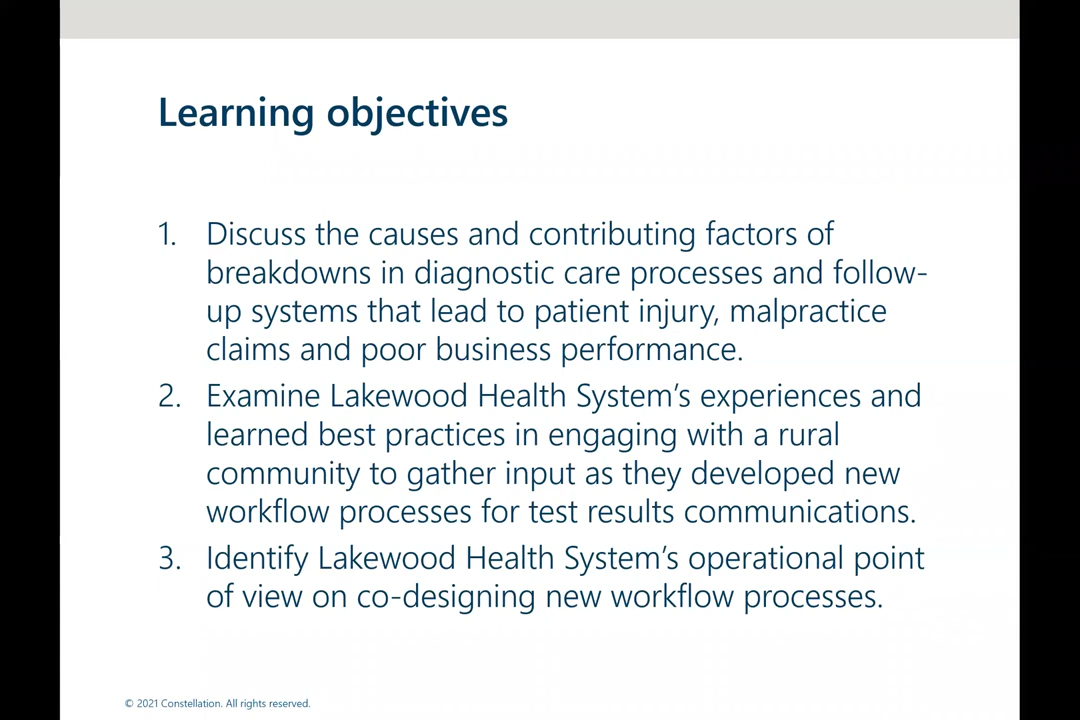 Learning objectives
1. Discuss the causes and contributing factors of
breakdowns in diagnostic care processes and follow-
up systems that lead to patient injury, malpractice
claims and poor business performance.
2. Examine Lakewood Health System’s experiences and
learned best practices in engaging with a rural
community to gather input as they developed new
workflow processes for test results communications.
3. Identify Lakewood Health System’s operational point
of view on co-designing new workflow processes.
© 2021 Constellation. All rights reserved.